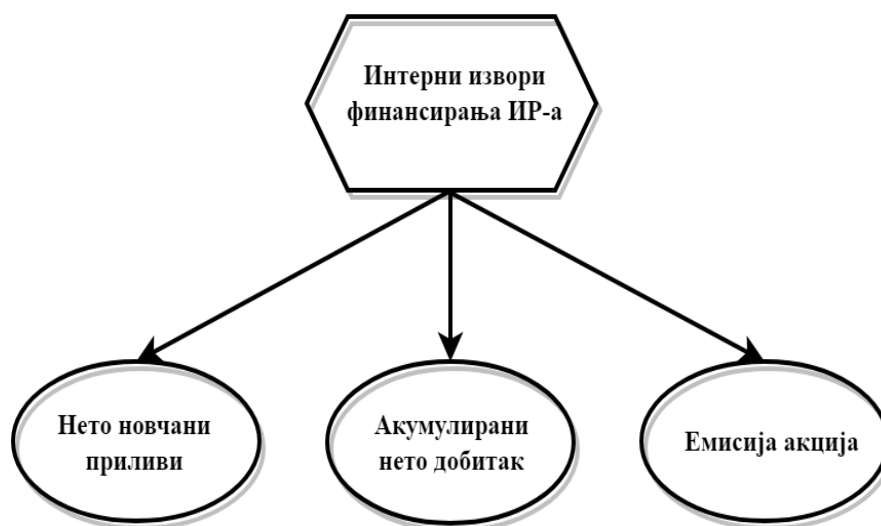 Интерни извори
финансирања ИР-а
Нето новчани
приливи
Акумулирани
нето добитак
Емисија акција